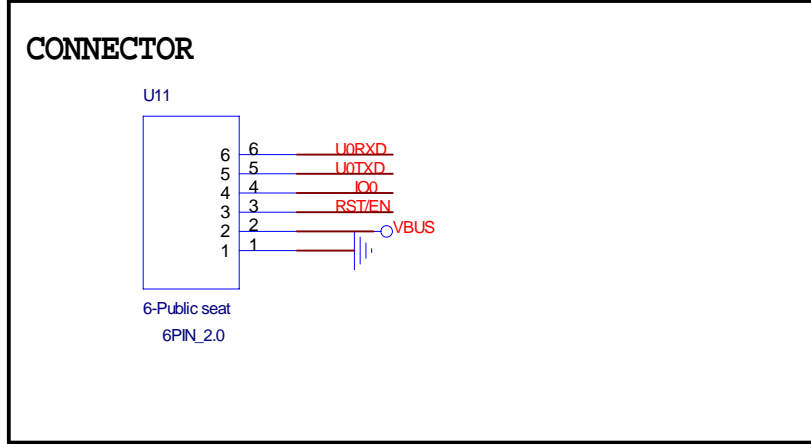 CONNECTOR
U11
6 6 U0RXD
5 5 U0TXD
4 4 IO0
3 3 RST/EN
2 2 VBUS
1 1
6-Public seat
6PIN_2.0